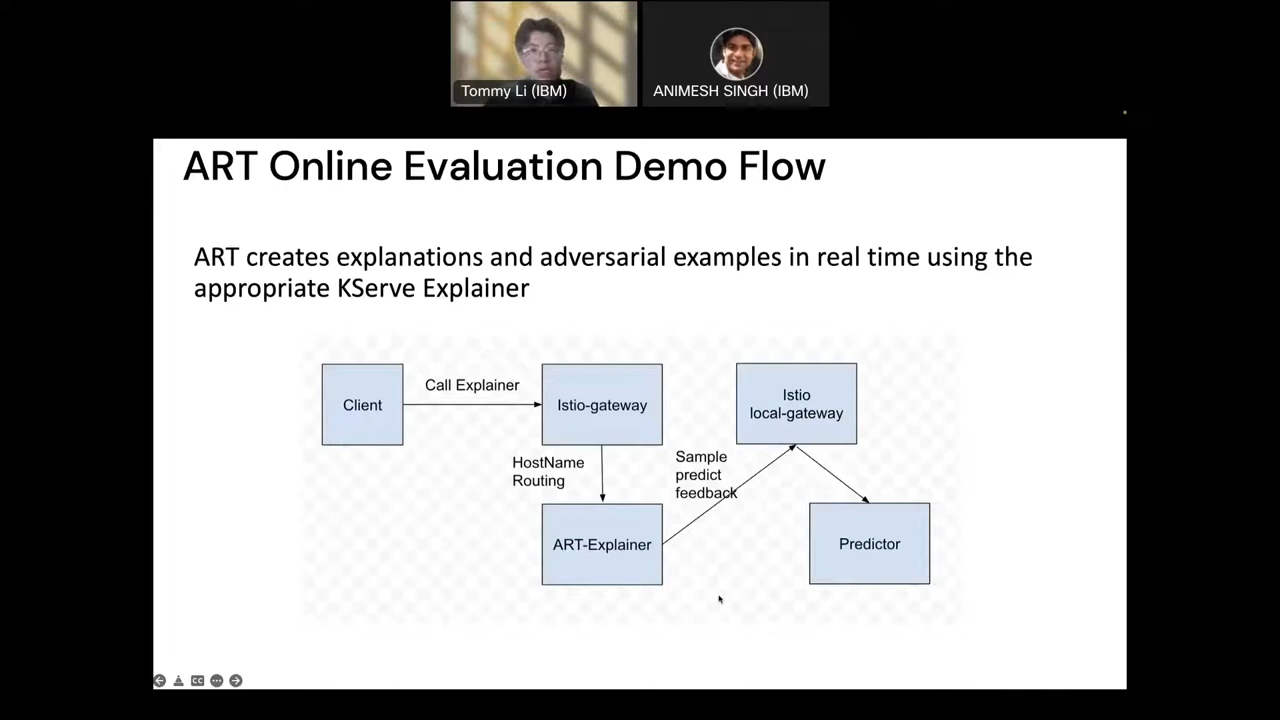 Tommy Li (IBM)
ANIMESH SINGH (IBM)
ART Online Evaluation Demo Flow
ART creates explanations and adversarial examples in real time using the
appropriate KServe Explainer
Client
Call Explainer
Istio-gateway
Istio
local-gateway
HostName
Routing
Sample
predict
feedback
ART-Explainer
Predictor
CC